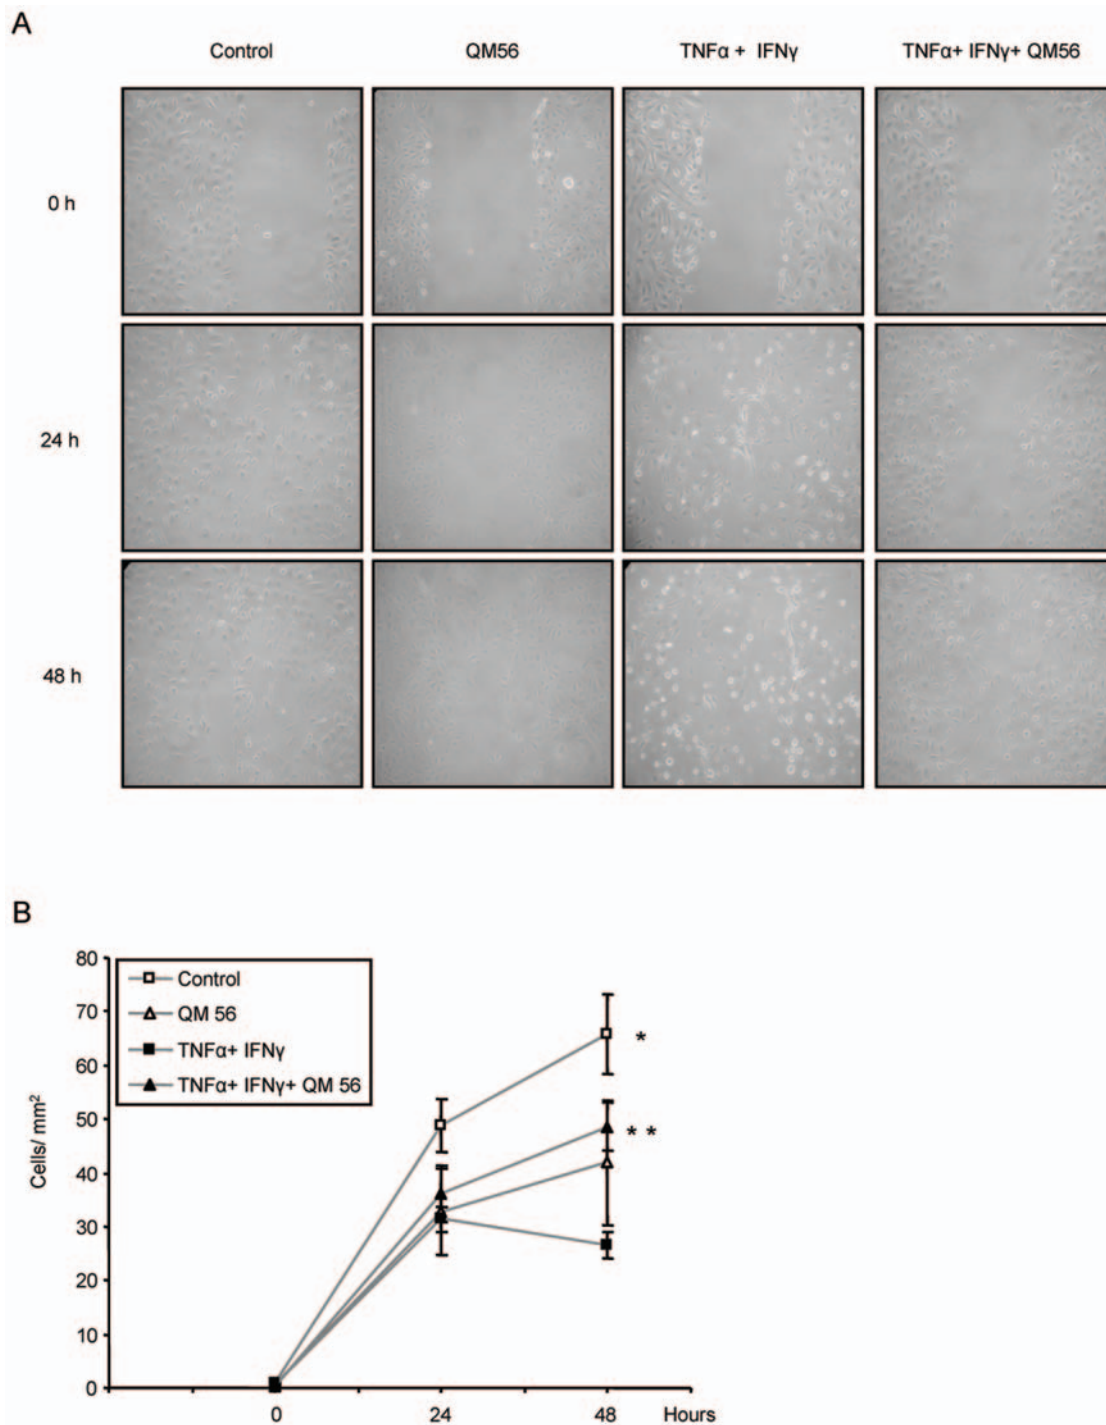 A
Control QM56 TNFα + IFNγ TNFα+ IFNγ+ QM56
0 h
24 h
48 h
B
80
70
60
50
40
30
20
10
0
Cells/ mm²
Control
QM 56
TNFα+ IFNγ
TNFα+ IFNγ+ QM 56
*
* *
0 24 48 Hours